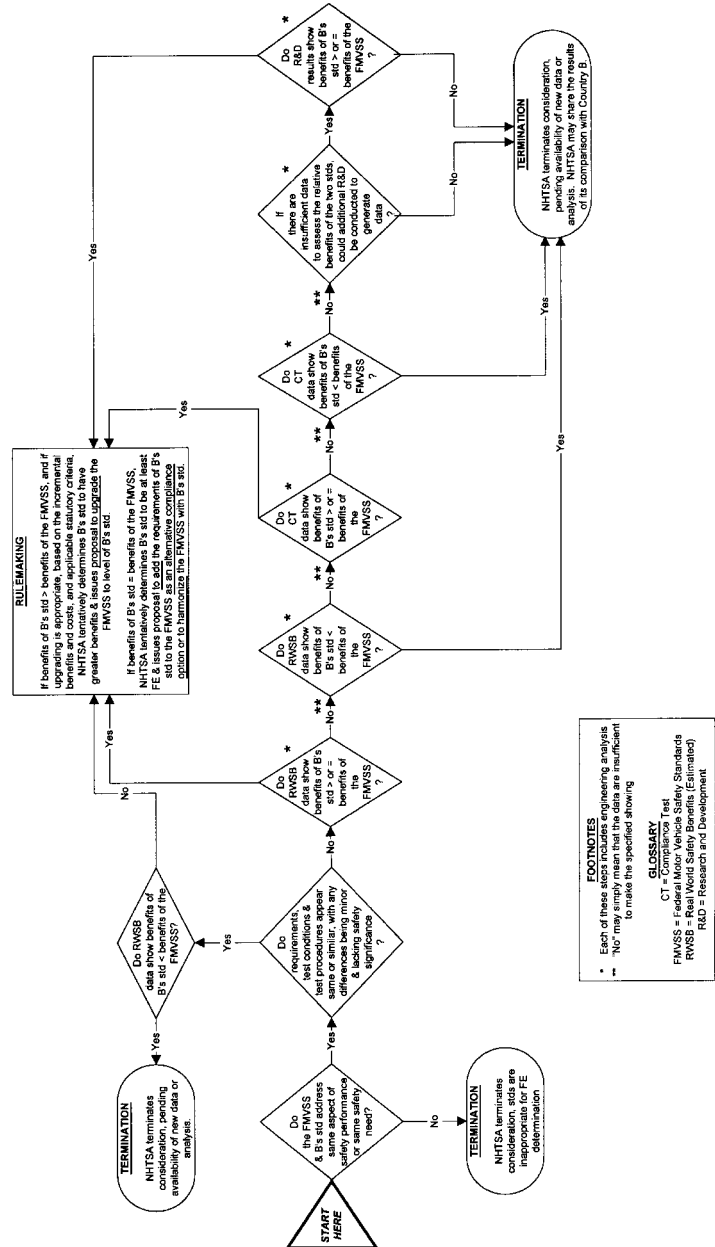 START
HERE
Do
the FMVSS
& B's std address
same aspect of
safety performance
or same safety
need?
No
TERMINATION
NHTSA terminates
consideration, stds are
inappropriate for FE
determination
Yes
Do
requirements,
test conditions &
test procedures appear
same or similar, with any
differences being minor
& lacking safety
significance
?
Yes
Do RWSB
data show benefits of
B's std < benefits of the
FMVSS?
Yes
TERMINATION
NHTSA terminates
consideration, pending
availability of new data or
analysis.
No
RULEMAKING
If benefits of B's std > benefits of the FMVSS, and if
upgrading is appropriate, based on the incremental
benefits and costs, and applicable statutory criteria,
NHTSA tentatively determines B's std to have
greater benefits & issues proposal to upgrade the
FMVSS to level of B's std.
If benefits of B's std = benefits of the FMVSS,
NHTSA tentatively determines B's std to be at least
FE & issues proposal to add the requirements of B's
std to the FMVSS as an alternative compliance
option or to harmonize the FMVSS with B's std.
No
Do *
RWSB
data show
benefits of B's
std > or =
benefits of
the
FMVSS
?
Yes
**
No
Do *
RWSB
data show
benefits of
B's std <
benefits of
the
FMVSS
?
Yes
**
No
Do *
CT
data show
benefits of
B's std > or =
benefits of
the
FMVSS
?
Yes
**
No
Do *
CT
data show
benefits of B's
std < benefits
of the
FMVSS
?
Yes
**
No
If *
there are
insufficient data
to assess the relative
benefits of the two stds,
could additional R&D
be conducted to
generate
data
?
No
Yes
Do *
R&D
results show
benefits of B's
std > or =
benefits of the
FMVSS
?
Yes
No
TERMINATION
NHTSA terminates consideration,
pending availability of new data or
analysis. NHTSA may share the results
of its comparison with Country B.
FOOTNOTES
* Each of these steps includes engineering analysis
** "No" may simply mean that the data are insufficient
to make the specified showing
GLOSSARY
CT = Compliance Test
FMVSS = Federal Motor Vehicle Safety Standards
RWSB = Real World Safety Benefits (Estimated)
R&D = Research and Development